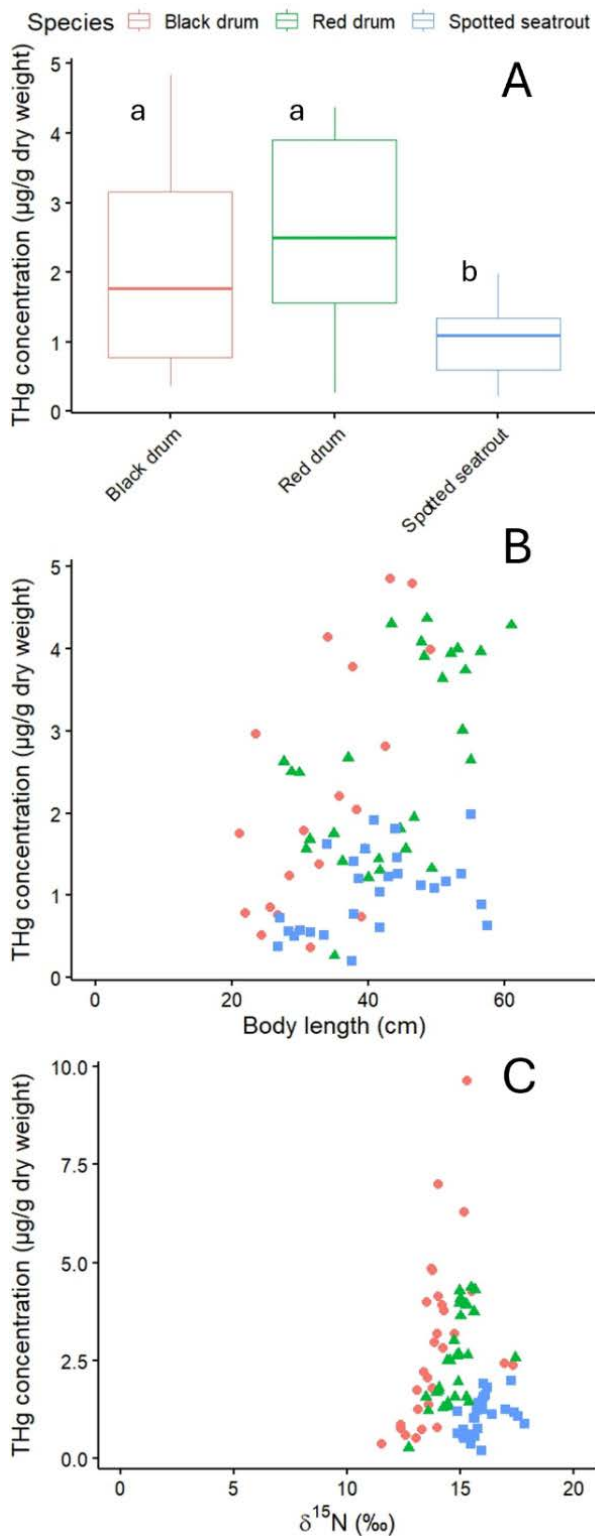 Species Black drum Red drum Spotted seatrout
A
THg concentration (µg/g dry weight)
5
4
3
2
1
0
a
a
b
Black drum
Red drum
Spotted seatrout
B
THg concentration (µg/g dry weight)
5
4
3
2
1
0
0 20 40 60
Body length (cm)
C
THg concentration (µg/g dry weight)
10.0
7.5
5.0
2.5
0.0
0 5 10 15 20
δ¹⁵N (‰)